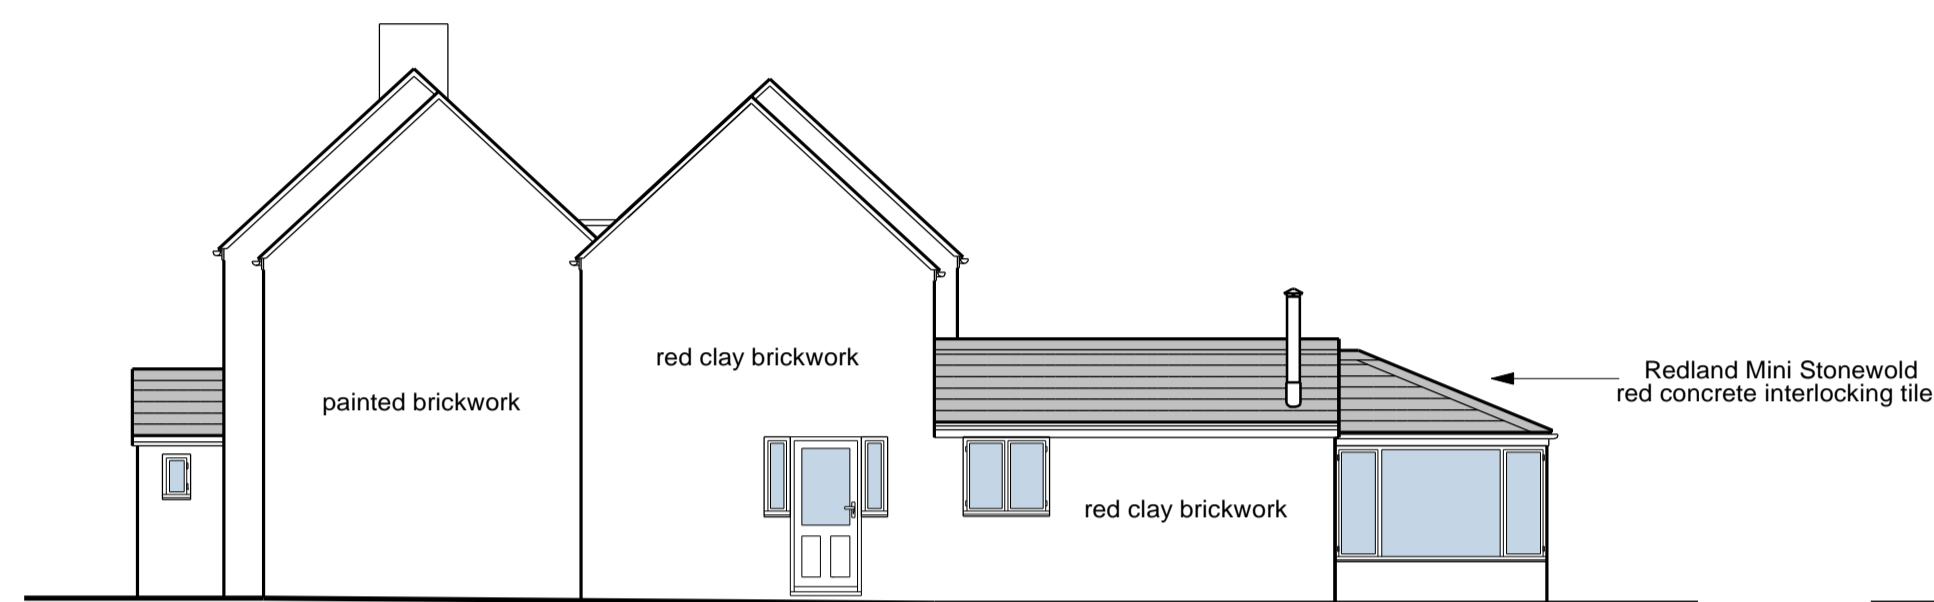 red clay brickwork
painted brickwork
red clay brickwork
Redland Mini Stonewold
red concrete interlocking tile